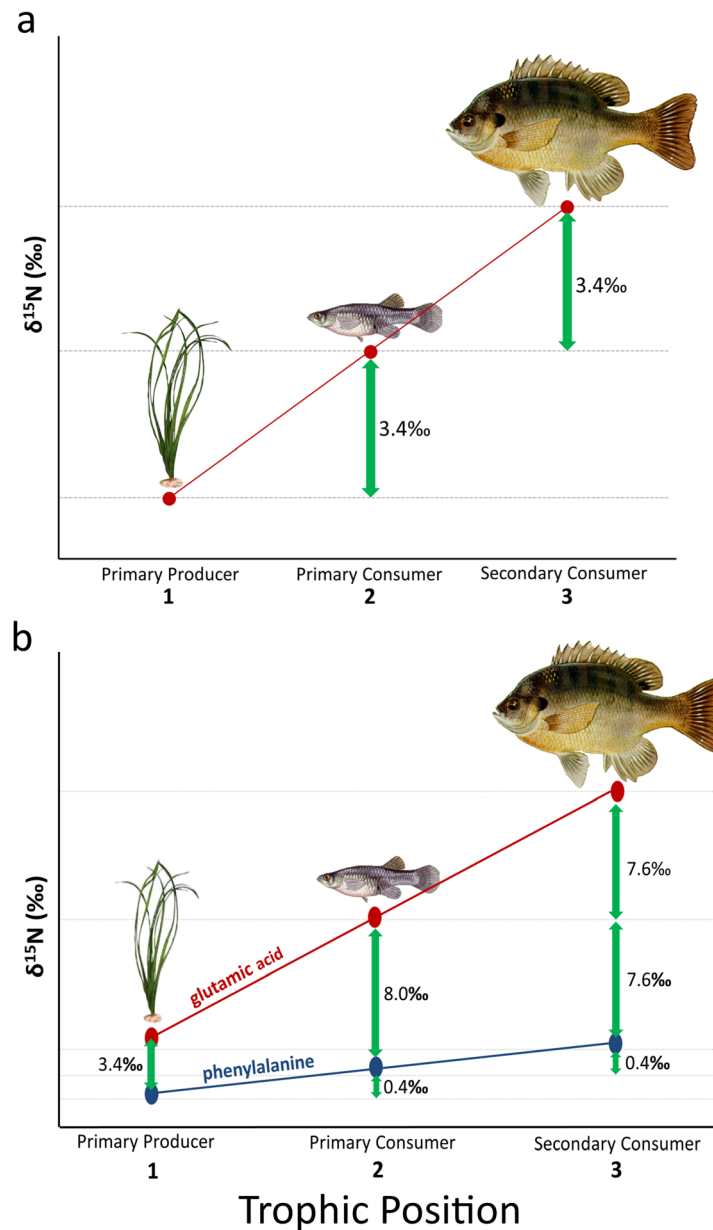 a
δ¹⁵N (‰)
3.4‰
3.4‰
Primary Producer
1
Primary Consumer
2
Secondary Consumer
3
b
δ¹⁵N (‰)
glutamic acid
phenylalanine
3.4‰
8.0‰
0.4‰
7.6‰
7.6‰
0.4‰
Primary Producer
1
Primary Consumer
2
Secondary Consumer
3
Trophic Position